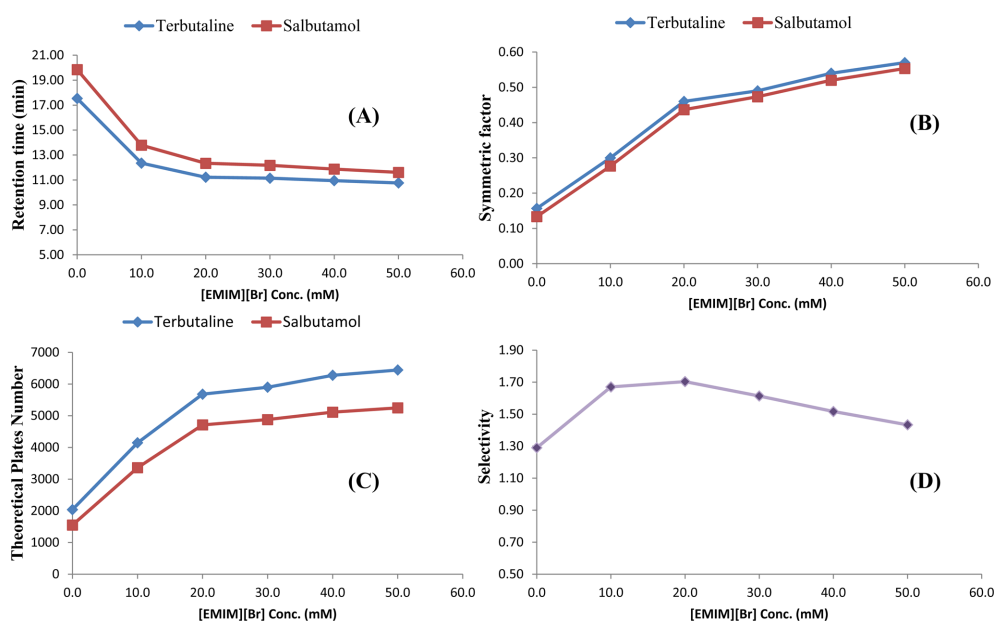 Terbutaline Salbutamol
21.00
19.00
17.00
15.00
13.00
11.00
9.00
7.00
5.00
0.0 10.0 20.0 30.0 40.0 50.0 60.0
Retention time (min)
[EMIM][Br] Conc. (mM)
(A)
Terbutaline Salbutamol
0.60
0.50
0.40
0.30
0.20
0.10
0.00
0.0 10.0 20.0 30.0 40.0 50.0 60.0
Symmetric factor
[EMIM][Br] Conc. (mM)
(B)
Terbutaline Salbutamol
7000
6000
5000
4000
3000
2000
1000
0
0.0 10.0 20.0 30.0 40.0 50.0 60.0
Theoretical Plates Number
[EMIM][Br] Conc. (mM)
(C)
1.90
1.70
1.50
1.30
1.10
0.90
0.70
0.50
0.0 10.0 20.0 30.0 40.0 50.0 60.0
Selectivity
[EMIM][Br] Conc. (mM)
(D)